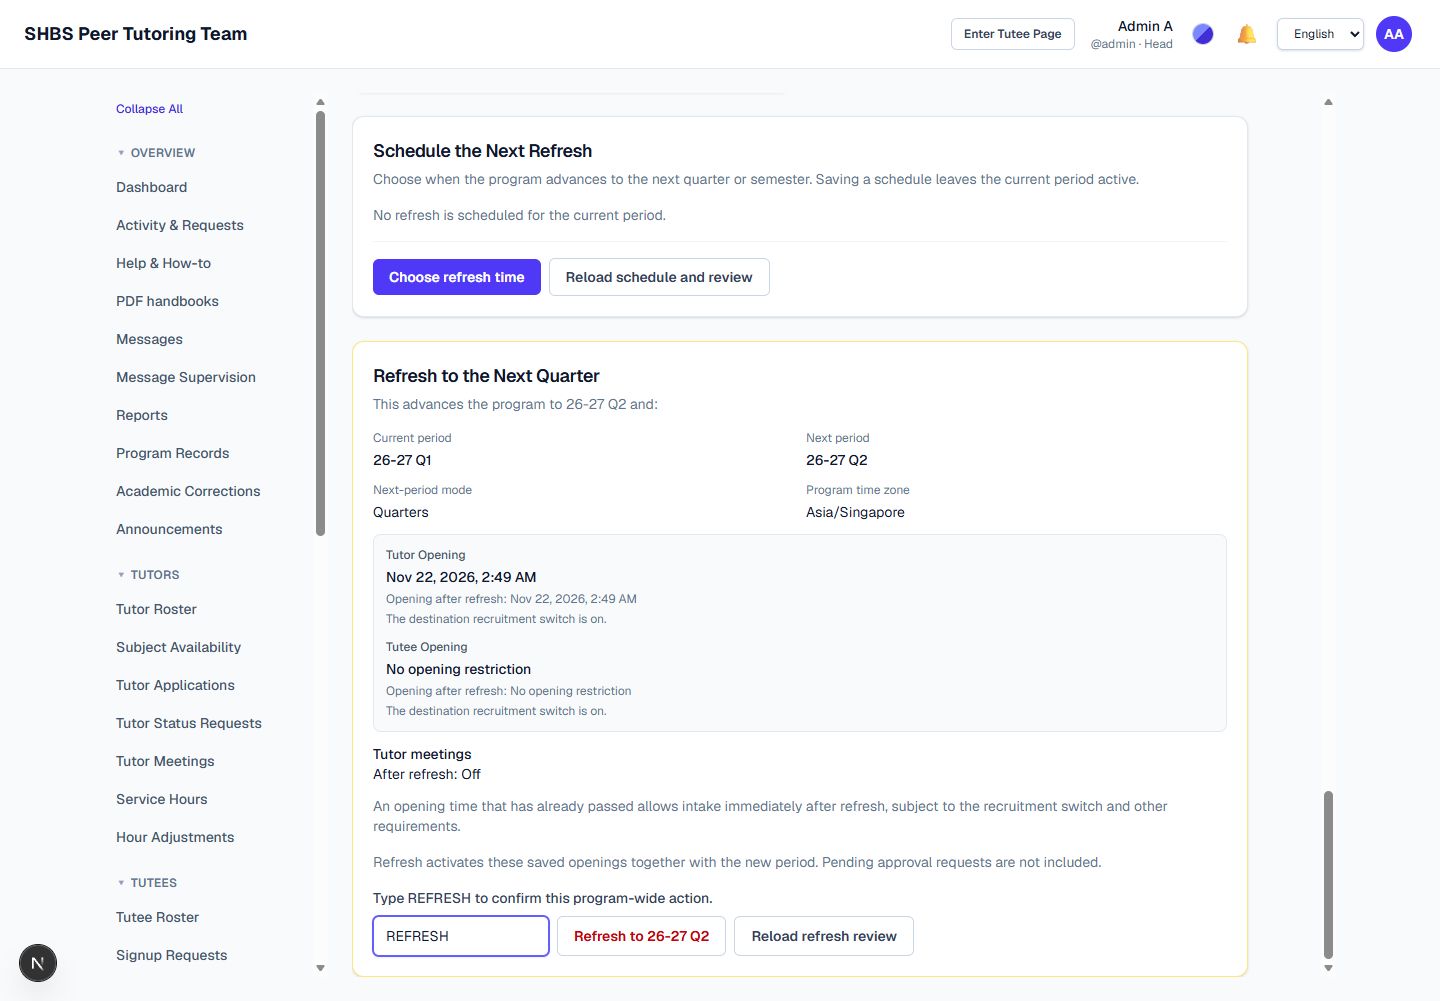 SHBS Peer Tutoring Team
Enter Tutee Page
Admin A
@admin · Head
English
AA
Collapse All
OVERVIEW
Dashboard
Activity & Requests
Help & How-to
PDF handbooks
Messages
Message Supervision
Reports
Program Records
Academic Corrections
Announcements
TUTORS
Tutor Roster
Subject Availability
Tutor Applications
Tutor Status Requests
Tutor Meetings
Service Hours
Hour Adjustments
TUTEES
Tutee Roster
Signup Requests
N
Schedule the Next Refresh
Choose when the program advances to the next quarter or semester. Saving a schedule leaves the current period active.
No refresh is scheduled for the current period.
Choose refresh time
Reload schedule and review
Refresh to the Next Quarter
This advances the program to 26-27 Q2 and:
Current period
26-27 Q1
Next period
26-27 Q2
Next-period mode
Quarters
Program time zone
Asia/Singapore
Tutor Opening
Nov 22, 2026, 2:49 AM
Opening after refresh: Nov 22, 2026, 2:49 AM
The destination recruitment switch is on.
Tutee Opening
No opening restriction
Opening after refresh: No opening restriction
The destination recruitment switch is on.
Tutor meetings
After refresh: Off
An opening time that has already passed allows intake immediately after refresh, subject to the recruitment switch and other
requirements.
Refresh activates these saved openings together with the new period. Pending approval requests are not included.
Type REFRESH to confirm this program-wide action.
REFRESH
Refresh to 26-27 Q2
Reload refresh review